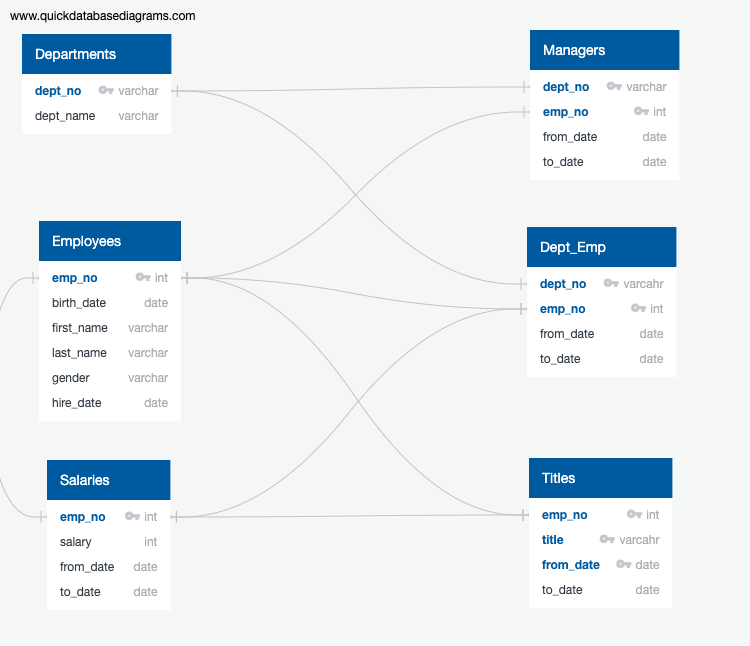 www.quickdatabasediagrams.com
Departments
dept_no varchar
dept_name varchar
Managers
dept_no varchar
emp_no int
from_date date
to_date date
Employees
emp_no int
birth_date date
first_name varchar
last_name varchar
gender varchar
hire_date date
Dept_Emp
dept_no varcahr
emp_no int
from_date date
to_date date
Salaries
emp_no int
salary int
from_date date
to_date date
Titles
emp_no int
title varcahr
from_date date
to_date date